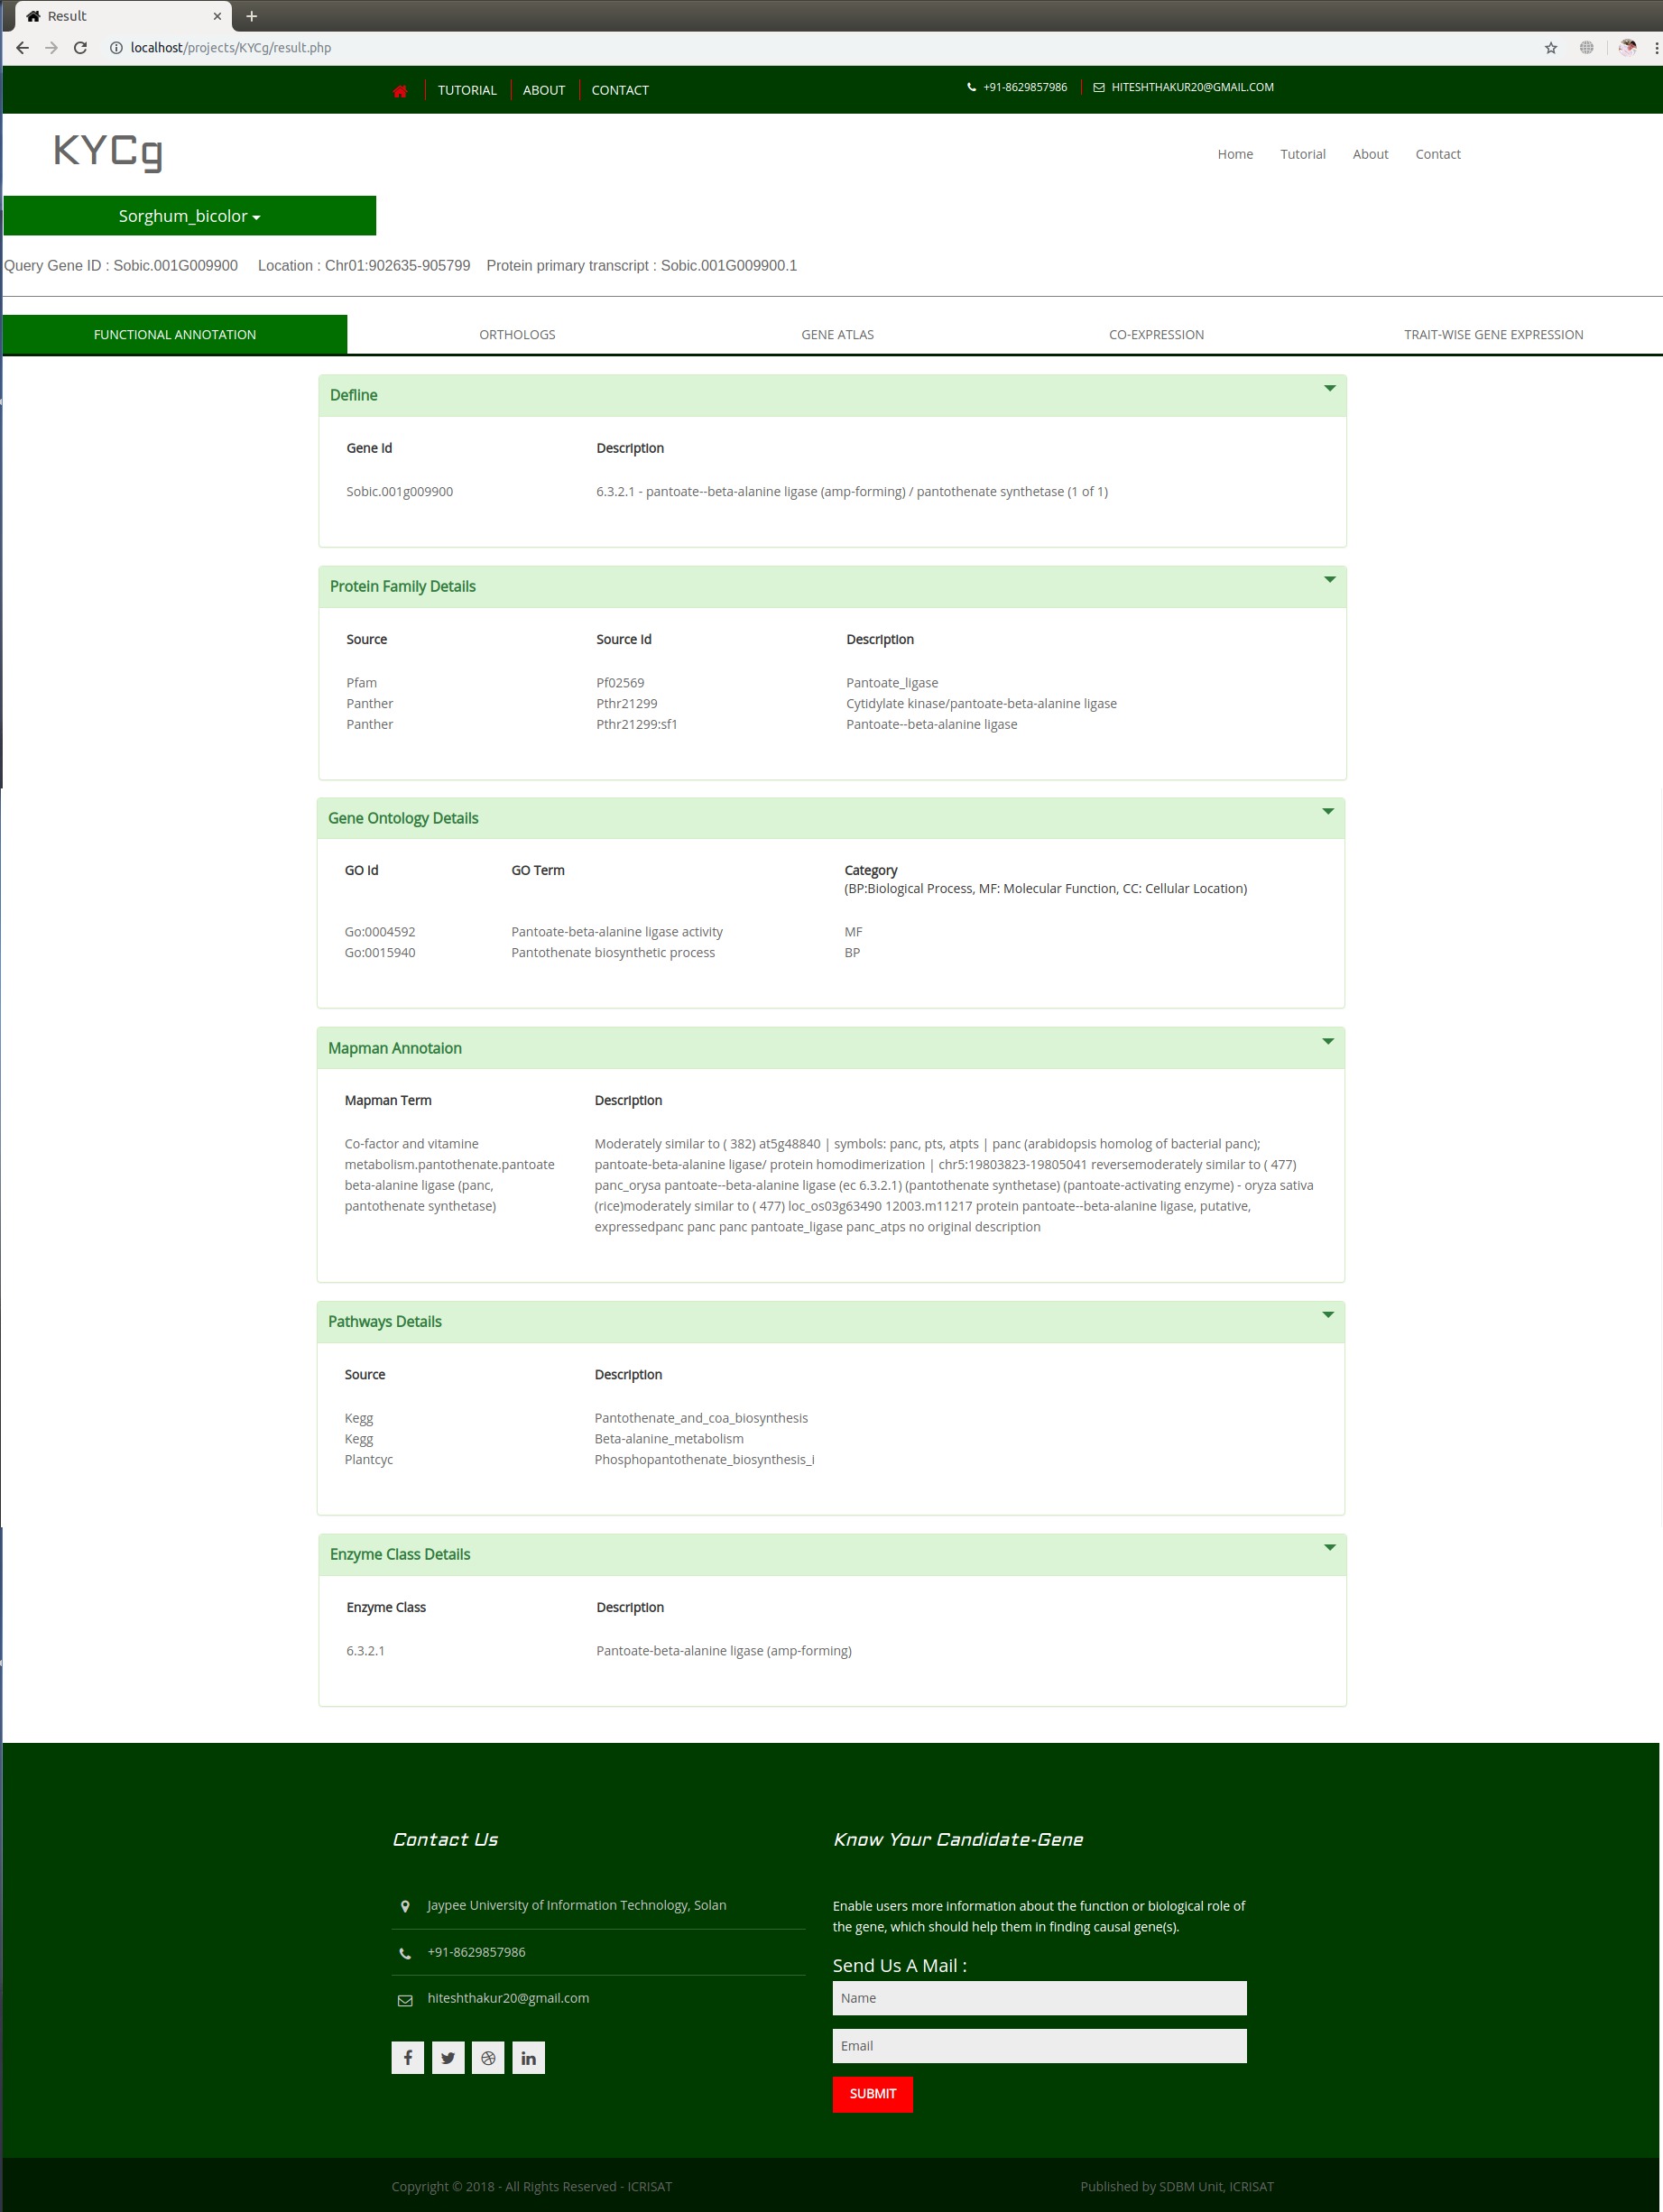 Result
localhost/projects/KYCg/result.php
TUTORIAL ABOUT CONTACT +91-8629857986 HITESHTHAKUR20@GMAIL.COM
KYCg Home Tutorial About Contact
Sorghum_bicolor
Query Gene ID : Sobic.001G009900 Location : Chr01:902635-905799 Protein primary transcript : Sobic.001G009900.1
FUNCTIONAL ANNOTATION ORTHOLOGS GENE ATLAS CO-EXPRESSION TRAIT-WISE GENE EXPRESSION
Defline
Gene Id Description
Sobic.001g009900 6.3.2.1 - pantoate--beta-alanine ligase (amp-forming) / pantothenate synthetase (1 of 1)
Protein Family Details
Source Source Id Description
Pfam Pf02569 Pantoate_ligase
Panther Pthr21299 Cytidylate kinase/pantoate-beta-alanine ligase
Panther Pthr21299:sf1 Pantoate--beta-alanine ligase
Gene Ontology Details
GO Id GO Term Category
(BP:Biological Process, MF: Molecular Function, CC: Cellular Location)
Go:0004592 Pantoate-beta-alanine ligase activity MF
Go:0015940 Pantothenate biosynthetic process BP
Mapman Annotaion
Mapman Term Description
Co-factor and vitamine
metabolism.pantothenate.pantoate
beta-alanine ligase (panc,
pantothenate synthetase)
Moderately similar to ( 382) at5g48840 | symbols: panc, pts, atpts | panc (arabidopsis homolog of bacterial panc);
pantoate-beta-alanine ligase/ protein homodimerization | chr5:19803823-19805041 reversemoderately similar to ( 477)
panc_orysa pantoate--beta-alanine ligase (ec 6.3.2.1) (pantothenate synthetase) (pantoate-activating enzyme) - oryza sativa
(rice)moderately similar to ( 477) loc_os03g63490 12003.m11217 protein pantoate--beta-alanine ligase, putative,
expressedpanc panc panc pantoate_ligase panc_atps no original description
Pathways Details
Source Description
Kegg Pantothenate_and_coa_biosynthesis
Kegg Beta-alanine_metabolism
Plantcyc Phosphopantothenate_biosynthesis_i
Enzyme Class Details
Enzyme Class Description
6.3.2.1 Pantoate-beta-alanine ligase (amp-forming)
Contact Us
Jaypee University of Information Technology, Solan
+91-8629857986
hiteshthakur20@gmail.com
Know Your Candidate-Gene
Enable users more information about the function or biological role of
the gene, which should help them in finding causal gene(s).
Send Us A Mail :
Name
Email
SUBMIT
Copyright © 2018 - All Rights Reserved - ICRISAT Published by SDBM Unit, ICRISAT